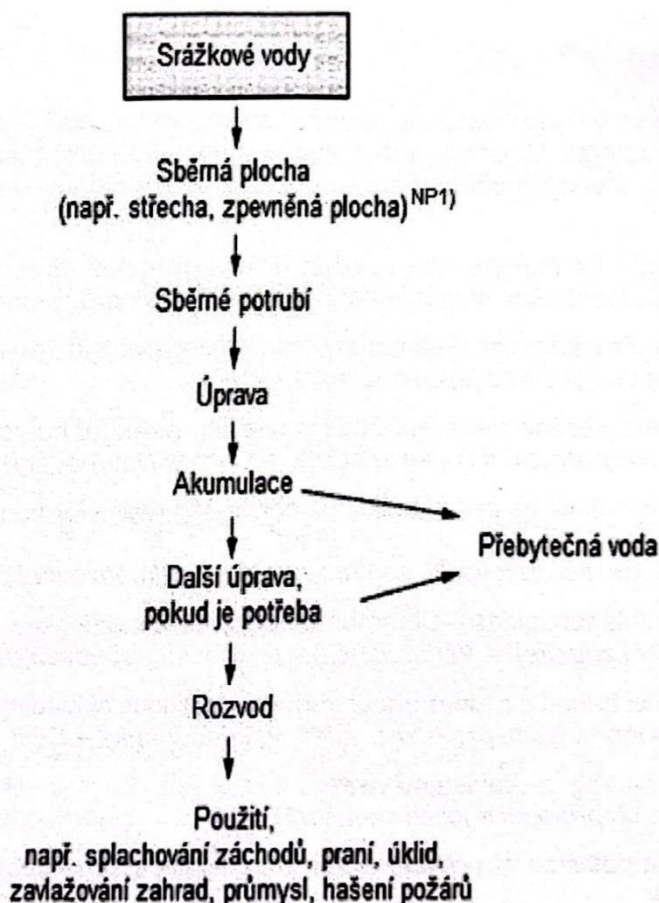 Srážkové vody
Sběrná plocha
(např. střecha, zpevněná plocha)NP1)
Sběrné potrubí
Úprava
Akumulace
Přebytečná voda
Další úprava,
pokud je potřeba
Rozvod
Použití,
např. splachování záchodů, praní, úklid,
zavlažování zahrad, průmysl, hašení požárů